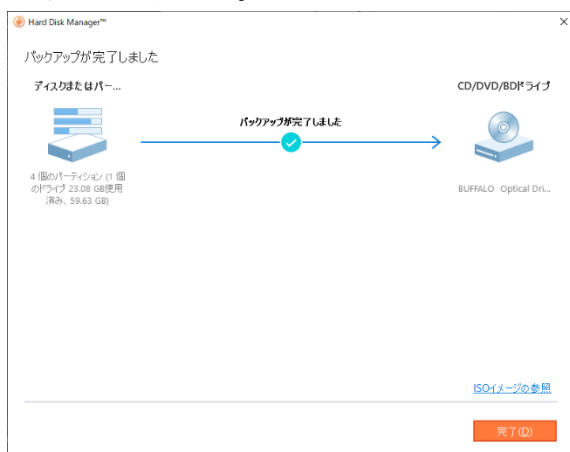 Hard Disk Manager™
バックアップが完了しました
ディスクまたはパー...
CD/DVD/BDドライブ
バックアップが完了しました
4 個のパーティション (1 個
のドライブ 23.08 GB使用
済み、59.63 GB)
BUFFALO Optical Dri...
ISOイメージの参照
完了(D)